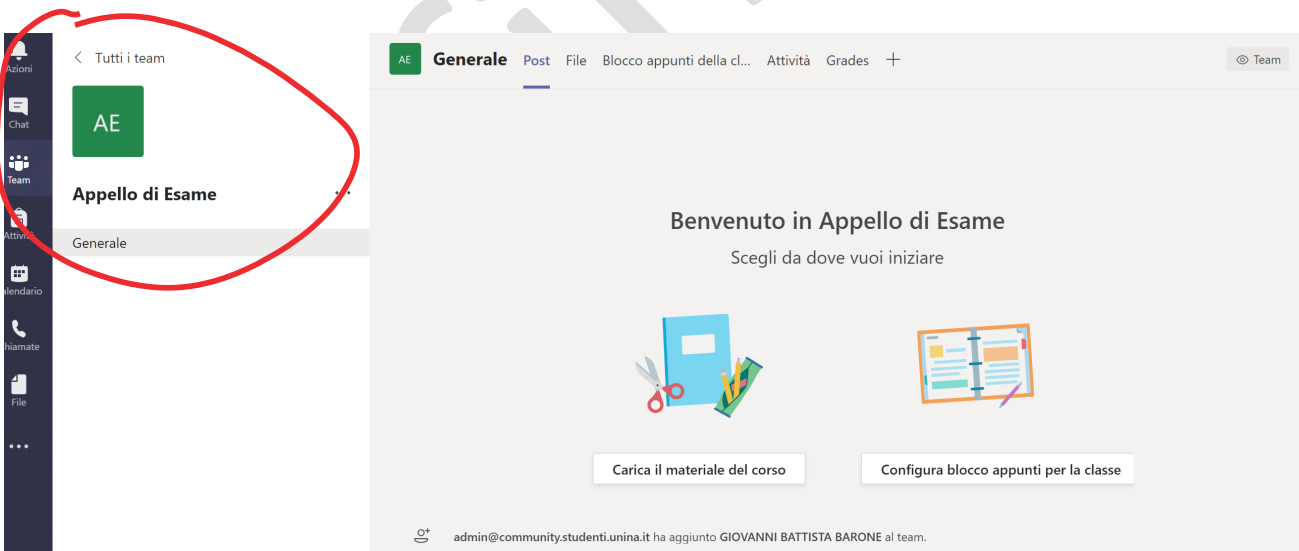 Azioni
Chat
Team
Attività
alendario
hiamate
File
Tutti i team
AE
Appello di Esame
Generale
AE Generale Post File Blocco appunti della cl... Attività Grades
Team
Benvenuto in Appello di Esame
Scegli da dove vuoi iniziare
Carica il materiale del corso
Configura blocco appunti per la classe
admin@community.studenti.unina.it ha aggiunto GIOVANNI BATTISTA BARONE al team.